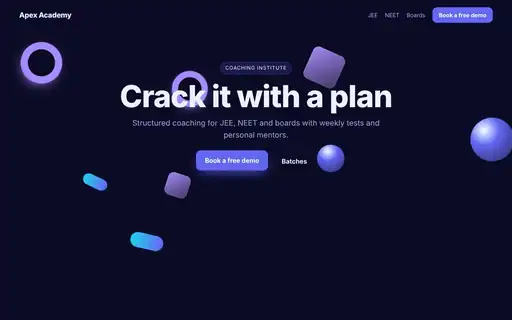 Apex Academy
JEE NEET Boards Book a free demo
COACHING INSTITUTE
Crack it with a plan
Structured coaching for JEE, NEET and boards with weekly tests and
personal mentors.
Book a free demo Batches